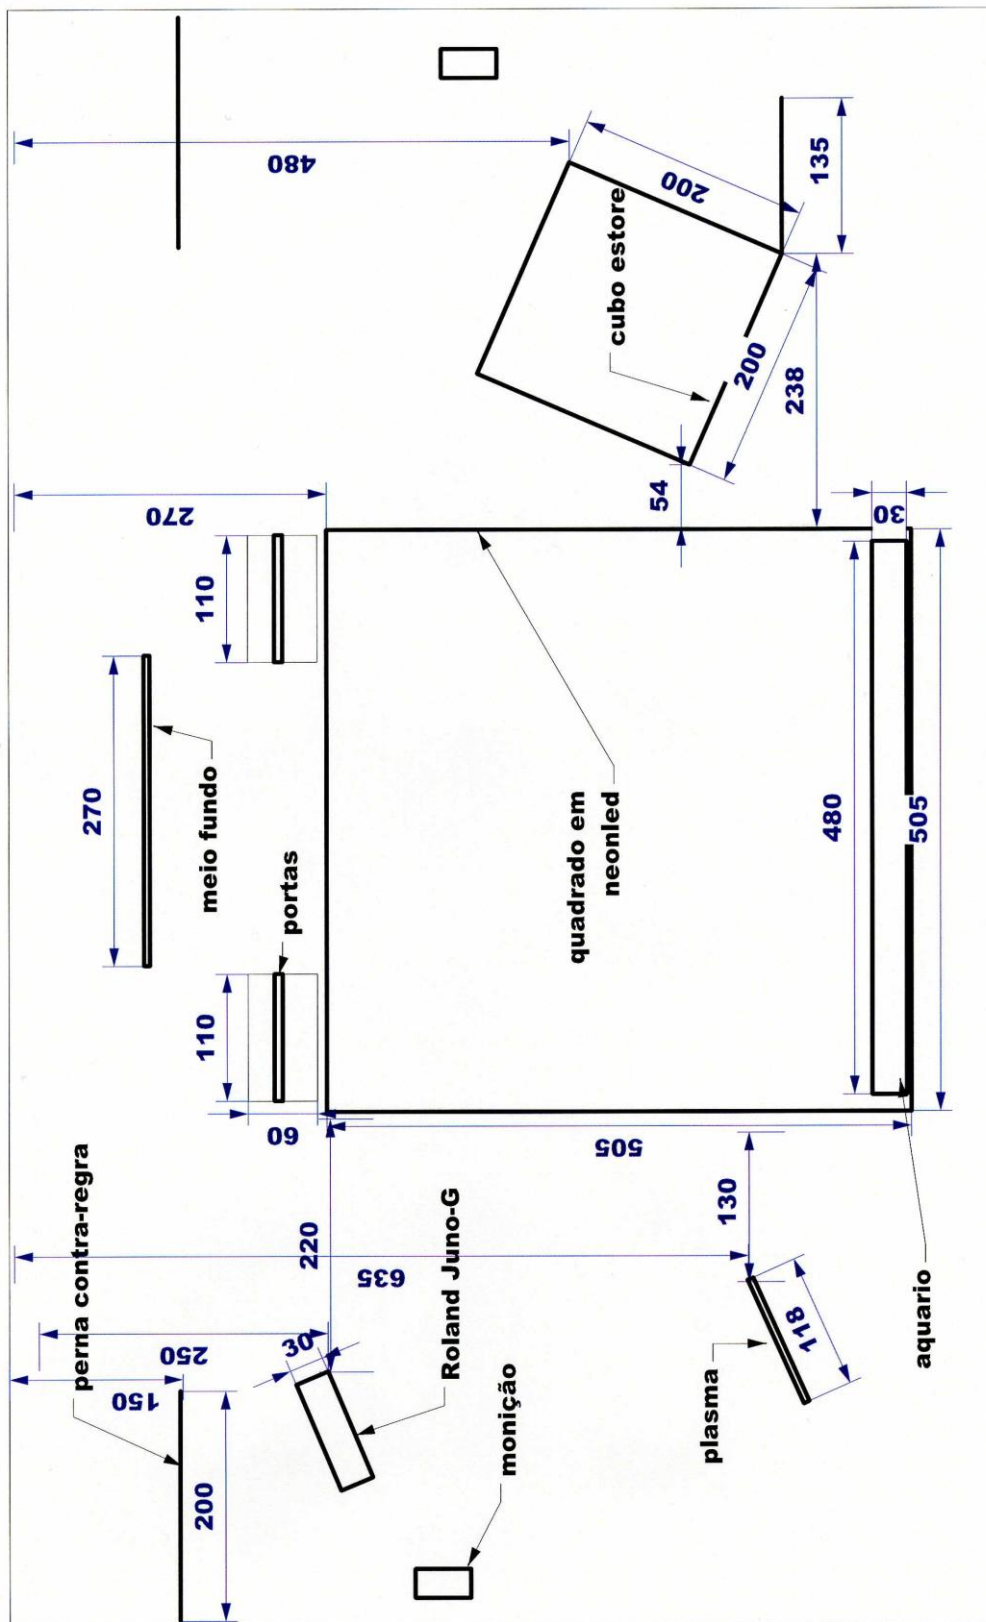 480
200
135
cubo estore
200
238
54
30
270
110
270
meio fundo
portas
110
60
quadrado em
neonled
480
505
505
perna contra-regra
220
635
250
150
30
Roland Juno-G
200
monição
130
118
plasma
aquario